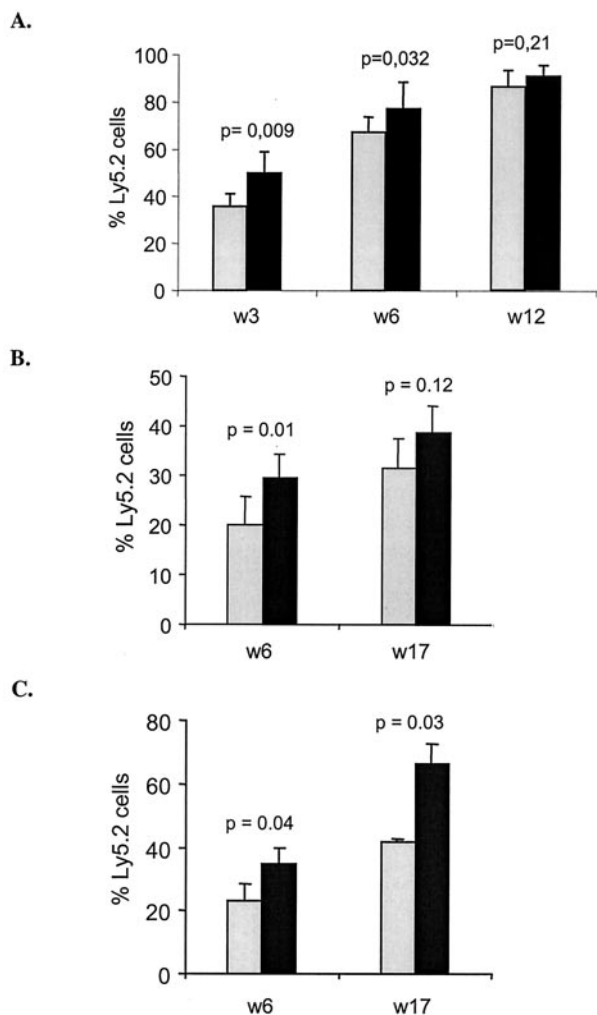 A.
% Ly5.2 cells
100
80
60
40
20
0
p= 0,009
p=0,032
p=0,21
w3
w6
w12
B.
% Ly5.2 cells
50
40
30
20
10
0
p = 0.01
p = 0.12
w6
w17
C.
% Ly5.2 cells
80
60
40
20
0
p = 0.04
p = 0.03
w6
w17